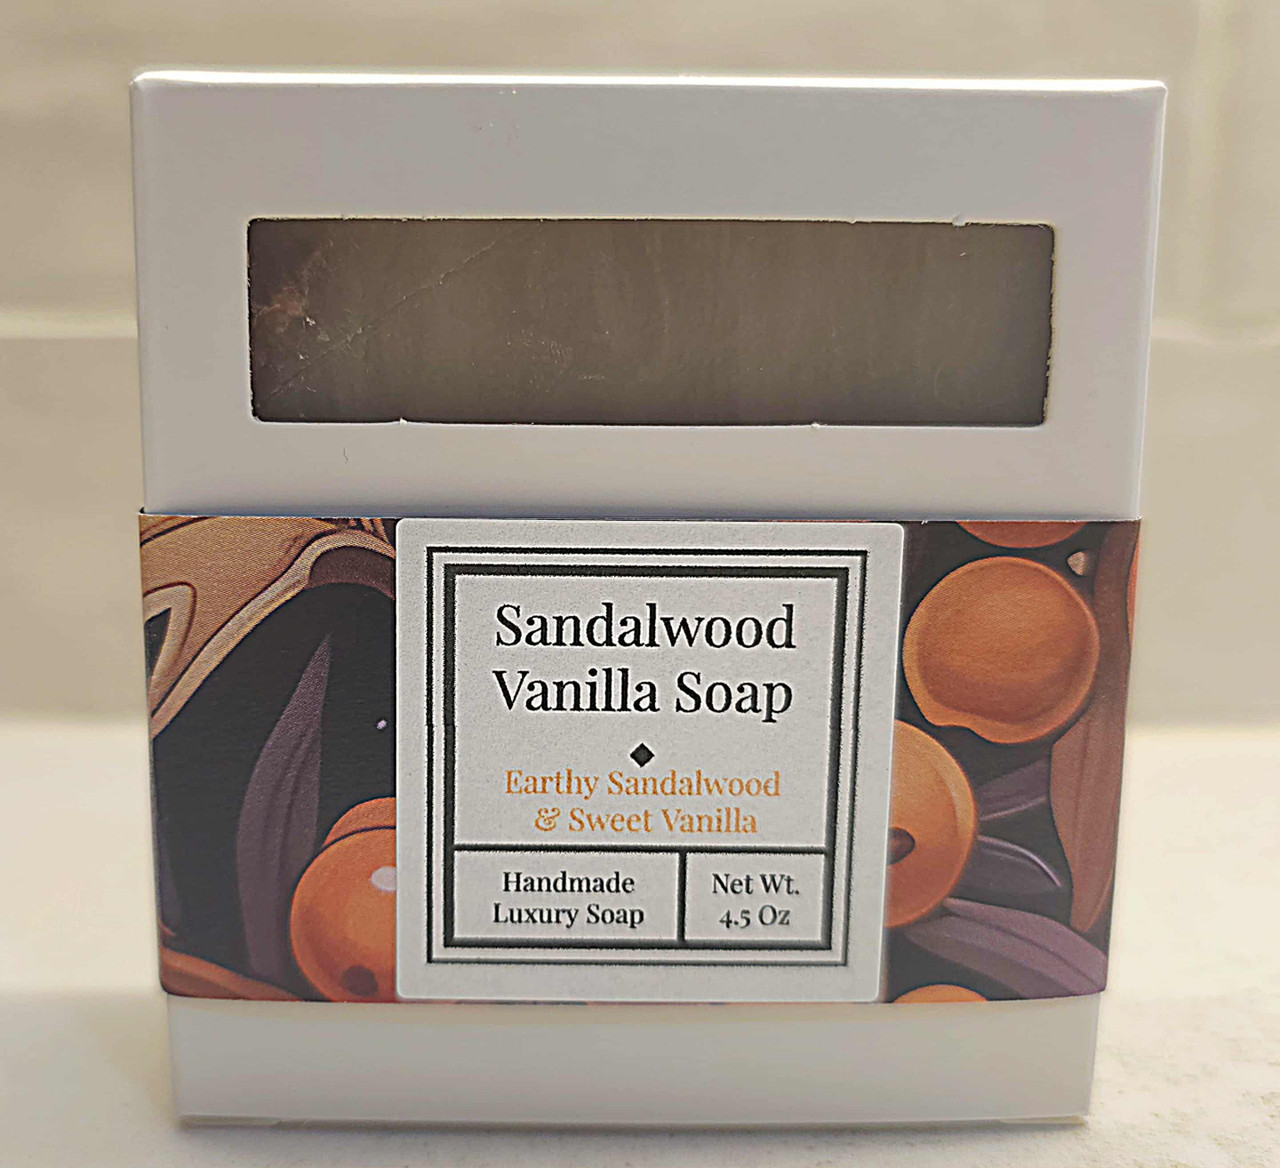 Sandalwood
Vanilla Soap
Earthy Sandalwood
& Sweet Vanilla
Handmade
Luxury Soap
Net Wt.
4.5 Oz